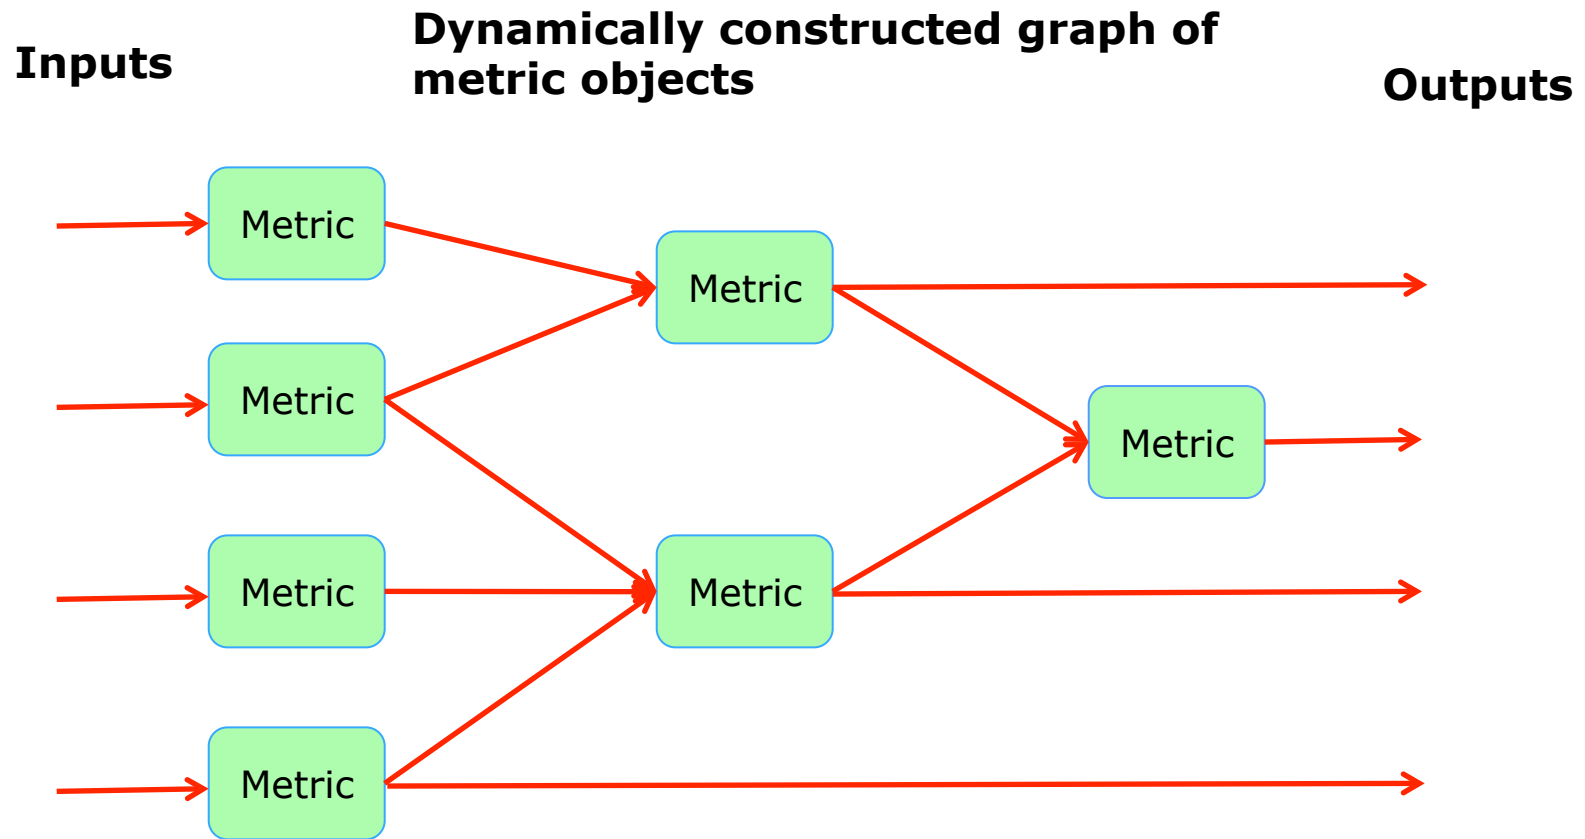 Inputs
Dynamically constructed graph of
metric objects
Outputs
Metric
Metric
Metric
Metric
Metric
Metric
Metric